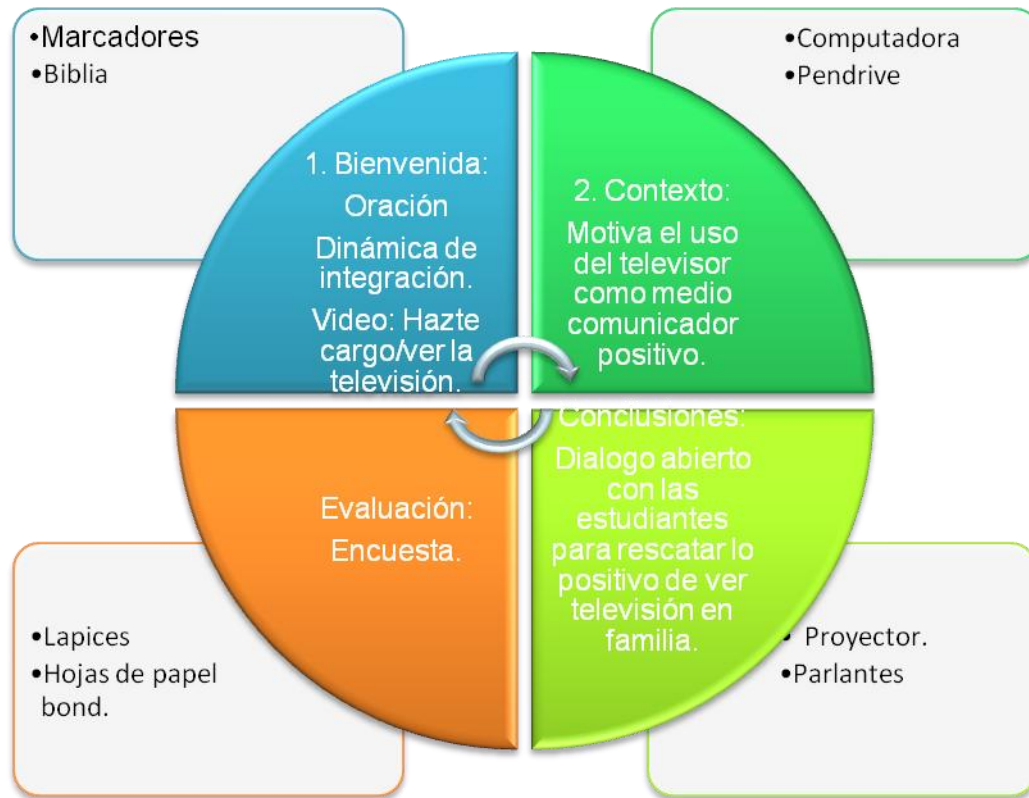 •Marcadores
•Biblia
•Computadora
•Pendrive
1. Bienvenida:
Oración
Dinámica de
integración.
Video: Hazte
cargo/ver la
televisión.
2. Contexto:
Motiva el uso
del televisor
como medio
comunicador
positivo.
Evaluación:
Encuesta.
Conclusiones:
Dialogo abierto
con las
estudiantes
para rescatar lo
positivo de ver
televisión en
familia.
•Lapices
•Hojas de papel
bond.
• Proyector.
•Parlantes